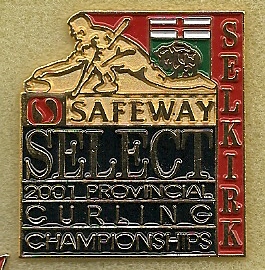 SAFEWAY
SELECT
2001 PROVINCIAL
CURLING
CHAMPIONSHIPS
SELKIRK